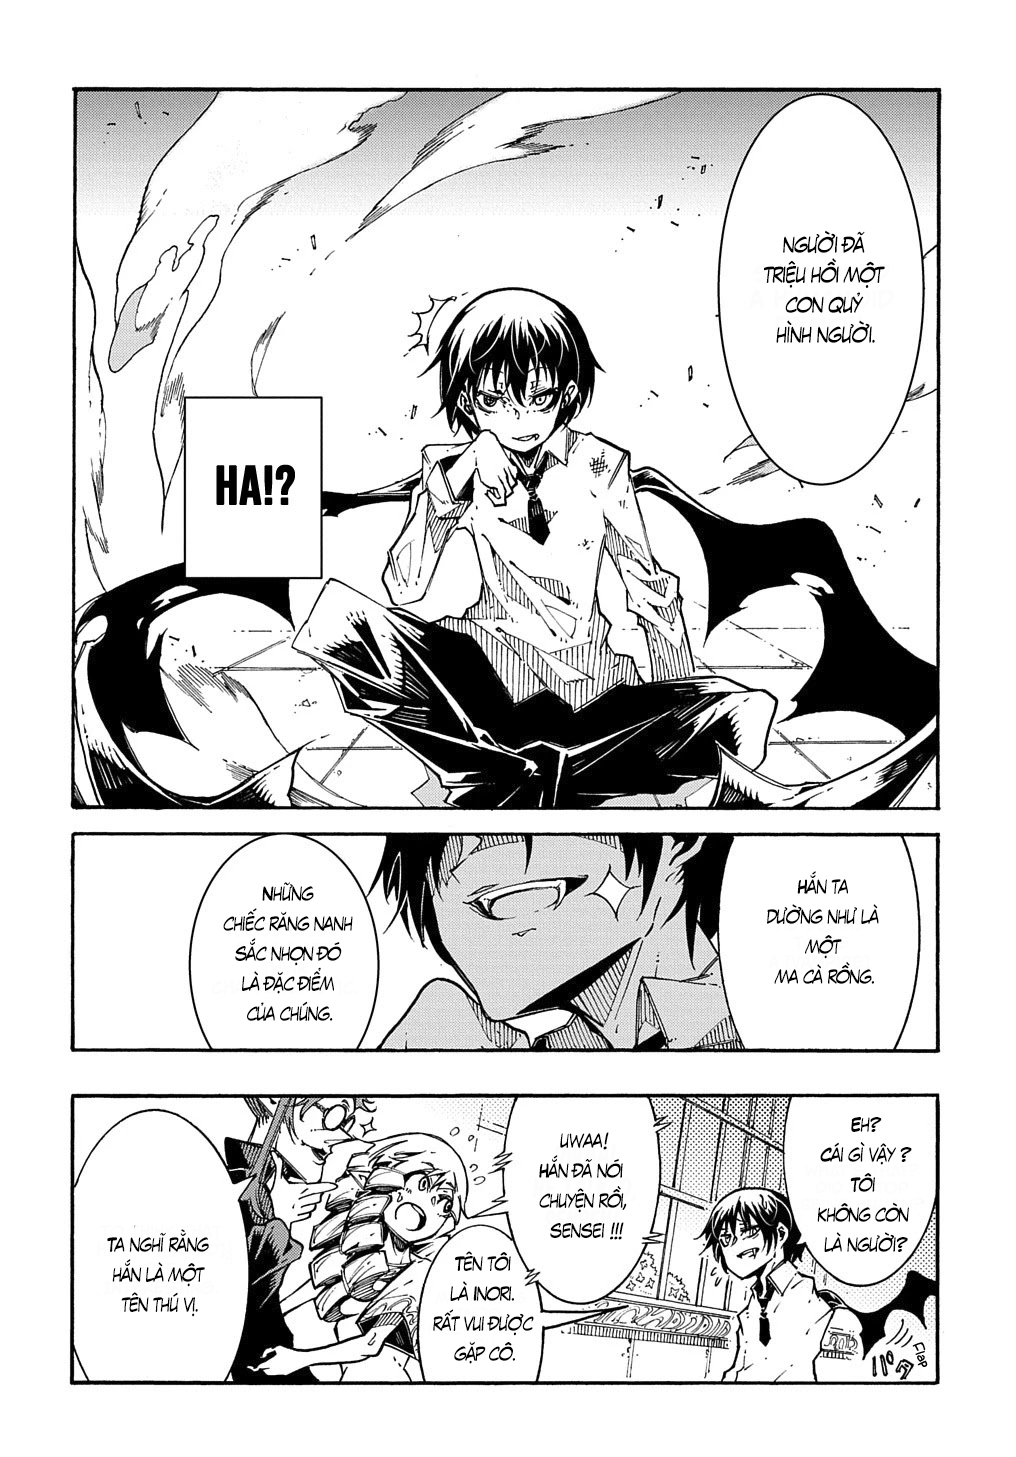 NGƯỜI ĐÃ
TRIỆU HỒI MỘT
CON QUỶ
HÌNH NGƯỜI.
HA!?
HẮN TA
DƯỜNG NHƯ LÀ
MỘT
MA CÀ RỒNG.
NHỮNG
CHIẾC RĂNG NANH
SẮC NHỌN ĐÓ
LÀ ĐẶC ĐIỂM
CỦA CHÚNG.
EH?
CÁI GÌ VẬY ?
TÔI
KHÔNG CÒN
LÀ NGƯỜI?
パタ
Flap
UWAA!
HẮN ĐÃ NÓI
CHUYỆN RỒI,
SENSEI !!!
TÊN TÔI
LÀ INORI.
RẤT VUI ĐƯỢC
GẶP CÔ.
TA NGHĨ RẰNG
HẮN LÀ MỘT
TÊN THÚ VỊ.